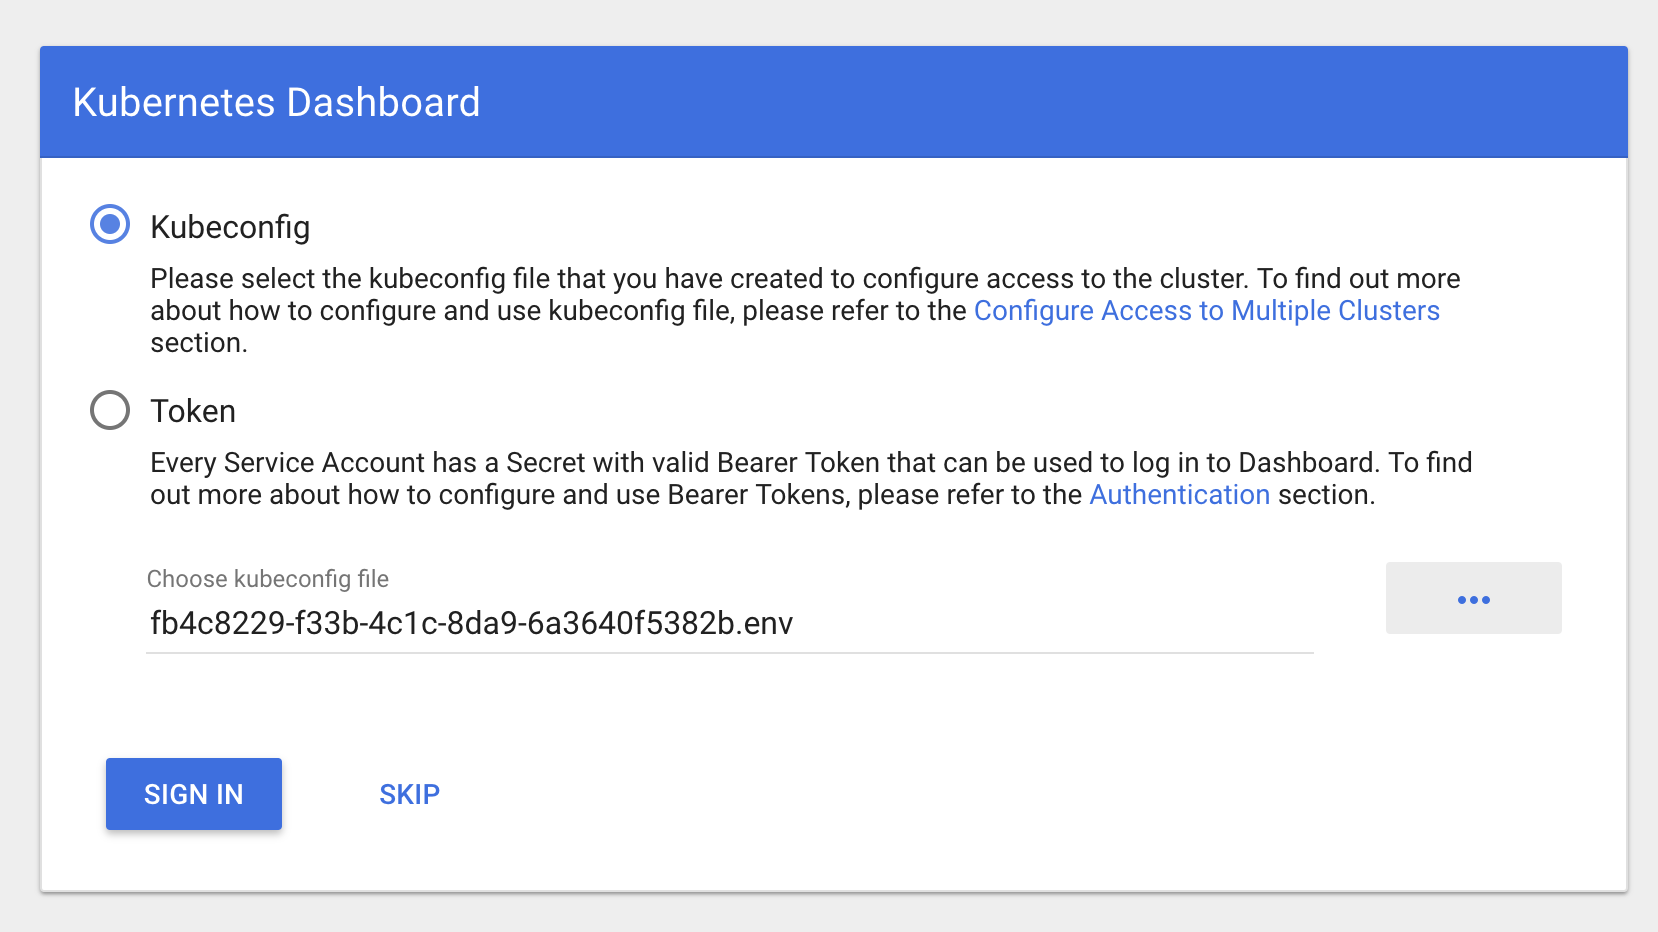 Kubernetes Dashboard
Kubeconfig
Please select the kubeconfig file that you have created to configure access to the cluster. To find out more
about how to configure and use kubeconfig file, please refer to the Configure Access to Multiple Clusters
section.
Token
Every Service Account has a Secret with valid Bearer Token that can be used to log in to Dashboard. To find
out more about how to configure and use Bearer Tokens, please refer to the Authentication section.
Choose kubeconfig file
fb4c8229-f33b-4c1c-8da9-6a3640f5382b.env
SIGN IN
SKIP